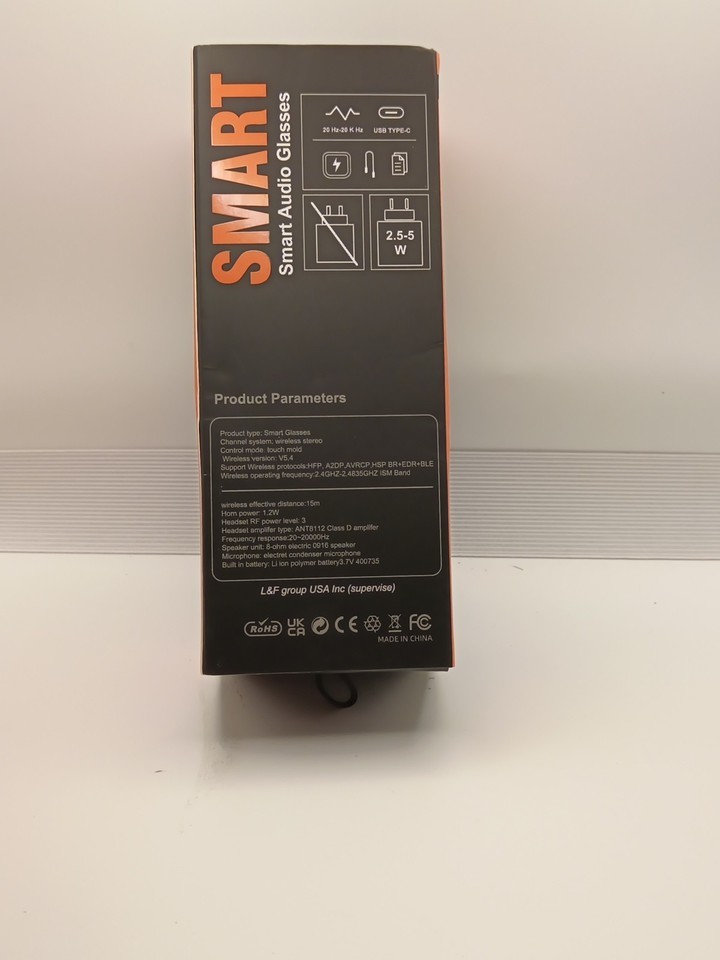 SMART
Smart Audio Glasses
20 Hz-20 K Hz
USB TYPE-C
2.5-5
W
Product Parameters
Product type: Smart Glasses
Channel system: wireless stereo
Control mode: touch mold
Wireless version: V5,4
Support Wireless protocols:HFP, A2DP,AVRCP,HSP BR+EDR+BLE
Wireless operating frequency:2.4GHZ-2.4835GHZ ISM Band
wireless effective distance:15m
Horn power: 1.2W
Headset RF power level: 3
Headset amplifier type: ANT8112 Class D amplifer
Frequency response:20~20000Hz
Speaker unit: 8-ohm electric 0916 speaker
Microphone: electret condenser microphone
Built in battery: Li ion polymer battery3.7V 400735
L&F group USA Inc (supervise)
RoHS UK CA CE FC
MADE IN CHINA